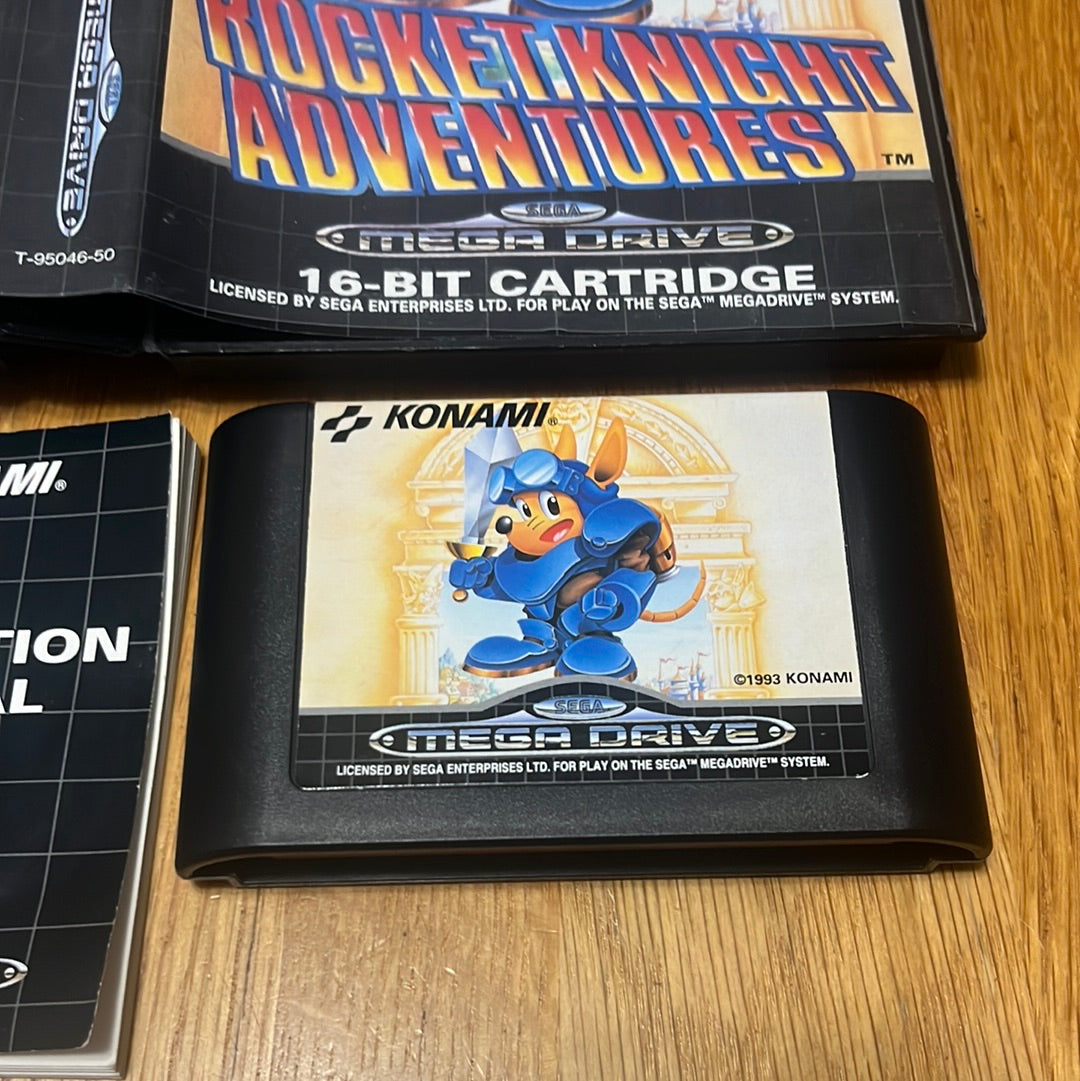 ROCKET KNIGHT
ADVENTURES
TM
SEGA
MEGA DRIVE
16-BIT CARTRIDGE
LICENSED BY SEGA ENTERPRISES LTD. FOR PLAY ON THE SEGA™ MEGADRIVE™ SYSTEM.
SEGA
MEGA DRIVE
T-95046-50
MI®
TION
AL
KONAMI®
©1993 KONAMI
SEGA
MEGA DRIVE
LICENSED BY SEGA ENTERPRISES LTD. FOR PLAY ON THE SEGA™ MEGADRIVE™ SYSTEM.